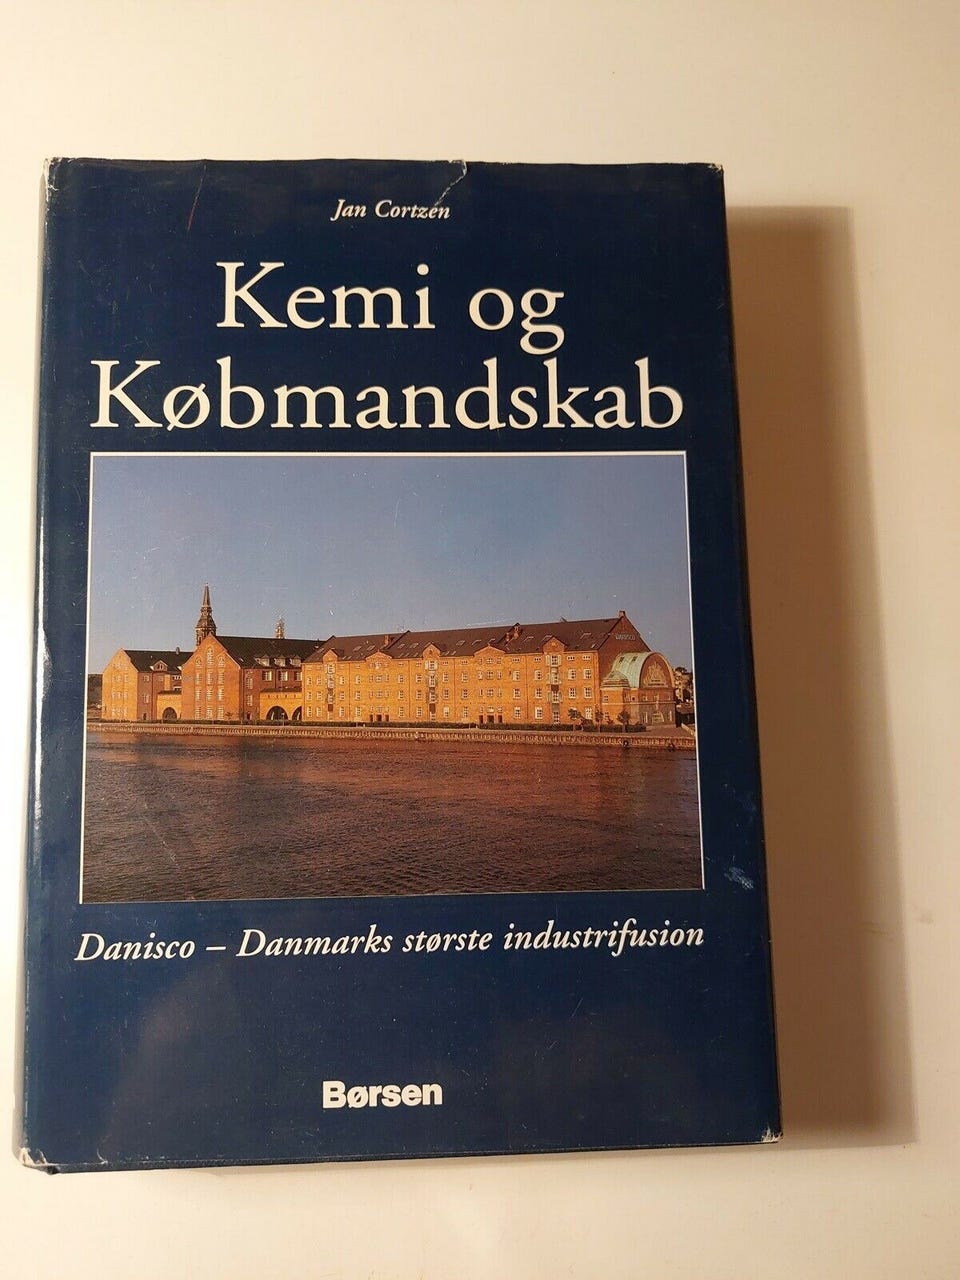 Jan Cortzen
Kemi og
Købmandskab
Danisco – Danmarks største industrifusion
Børsen